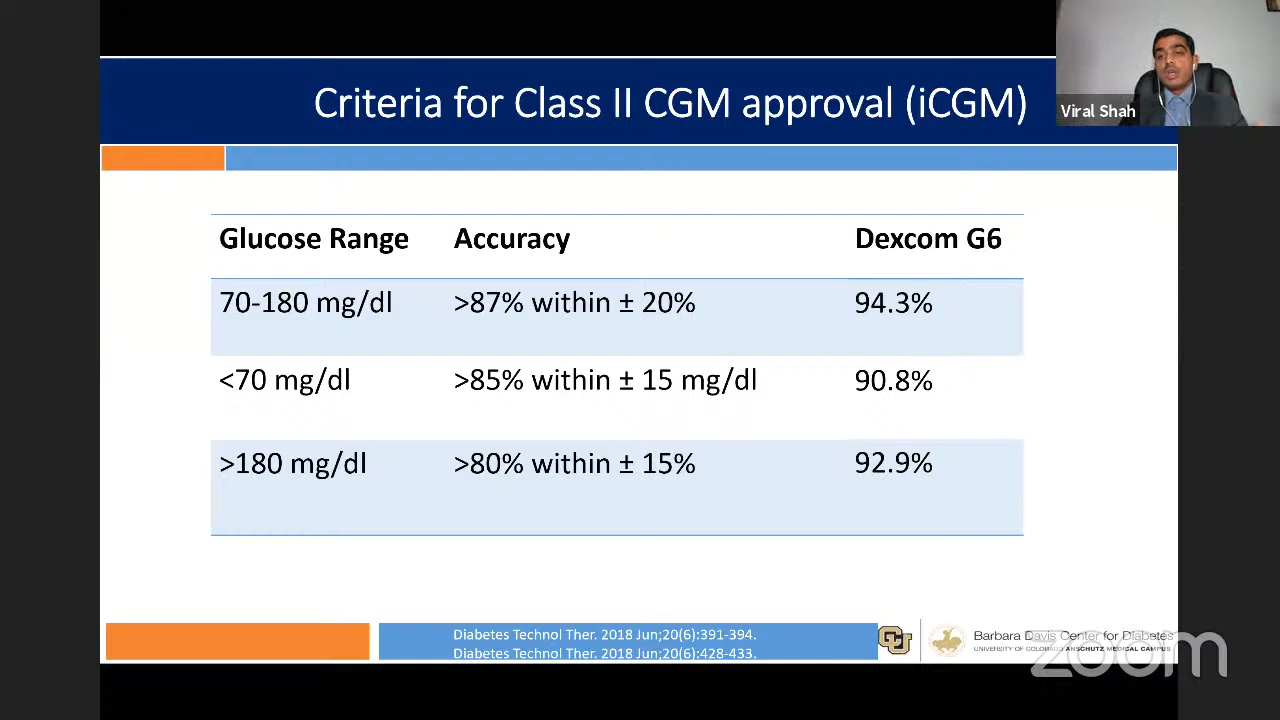 Criteria for Class II CGM approval (iCGM)
Viral Shah
Glucose Range Accuracy Dexcom G6
70-180 mg/dl >87% within ± 20% 94.3%
<70 mg/dl >85% within ± 15 mg/dl 90.8%
>180 mg/dl >80% within ± 15% 92.9%
Diabetes Technol Ther. 2018 Jun;20(6):391-394.
Diabetes Technol Ther. 2018 Jun;20(6):428-433.
CU
Barbara Davis Center for Diabetes
UNIVERSITY OF COLORADO ANSCHUTZ MEDICAL CAMPUS
zoom